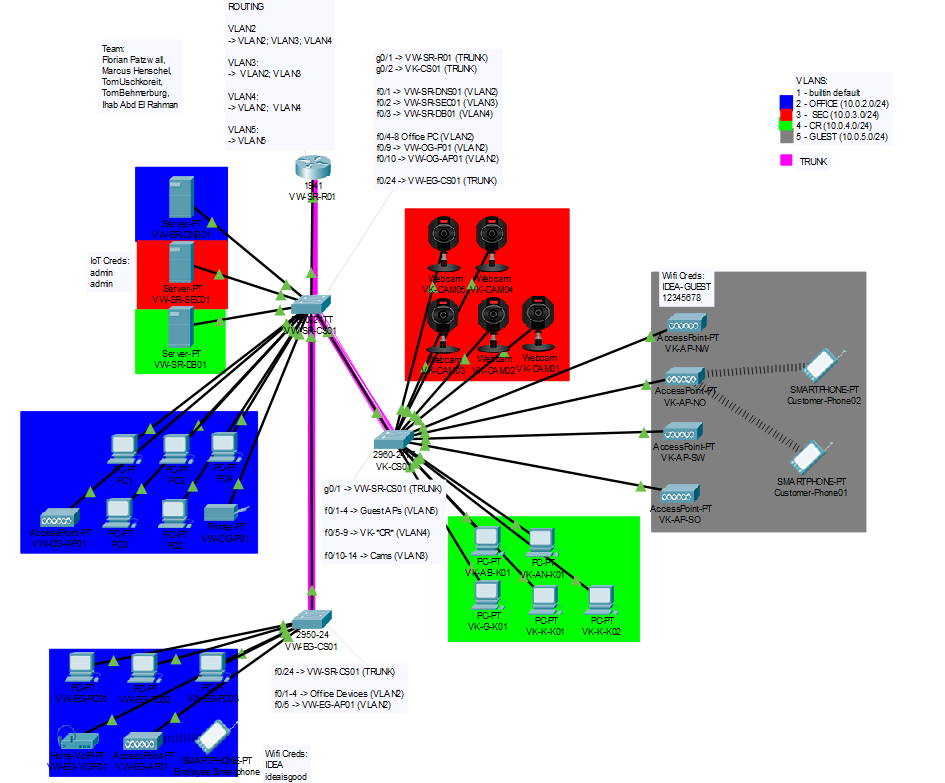 ROUTING
VLAN2
-> VLAN2; VLAN3; VLAN4
VLAN3:
-> VLAN2; VLAN3
VLAN4:
-> VLAN2; VLAN4
VLAN5:
-> VLAN5
Team:
Florian Patzwall,
Marcus Henschel,
TomUschkoreit,
TomBehmerburg,
Ihab Abd El Rahman
g0/1 -> VW-SR-R01 (TRUNK)
g0/2 -> VK-CS01 (TRUNK)
f0/1 -> VW-SR-DNS01 (VLAN2)
f0/2 -> VW-SR-SEC01 (VLAN3)
f0/3 -> VW-SR-DB01 (VLAN4)
f0/4-8 Office PC (VLAN2)
f0/9 -> VW-OG-P01 (VLAN2)
f0/10 -> VW-OG-AP01 (VLAN2)
f0/24 -> VW-EG-CS01 (TRUNK)
VLANS:
1 - builtin default
2 - OFFICE (10.0.2.0/24)
3 - SEC (10.0.3.0/24)
4 - CR (10.0.4.0/24)
5 - GUEST (10.0.5.0/24)
TRUNK
1941
VW-SR-R01
Server-PT
VW-SR-DNS01
IoT Creds:
admin
admin
Server-PT
VW-SR-SEC01
Server-PT
VW-SR-DB01
VW-SR-CS01
Webcam
VK-CAM05
Webcam
VK-CAM04
Webcam
VK-CAM03
Webcam
VK-CAM02
Webcam
VK-CAM01
Wifi Creds:
IDEA-GUEST
12345678
AccessPoint-PT
VK-AP-NW
AccessPoint-PT
VK-AP-NO
AccessPoint-PT
VK-AP-SW
AccessPoint-PT
VK-AP-SO
SMARTPHONE-PT
Customer-Phone02
SMARTPHONE-PT
Customer-Phone01
VK-CS01
g0/1 -> VW-SR-CS01 (TRUNK)
f0/1-4 -> Guest APs (VLAN5)
f0/5-9 -> VK-*CR* (VLAN4)
f0/10-14 -> Cams (VLAN3)
PC-PT
PC1
PC-PT
PC3
PC-PT
PC4
AccessPoint-PT
VW-OG-AP01
PC-PT
PC0
PC-PT
PC2
Printer-PT
VW-OG-P01
PC-PT
VK-AB-K01
PC-PT
VK-AN-K01
PC-PT
VK-G-K01
PC-PT
VK-K-K01
PC-PT
VK-K-K02
2950-24
VW-EG-CS01
f0/24 -> VW-SR-CS01 (TRUNK)
f0/1-4 -> Office Devices (VLAN2)
f0/5 -> VW-EG-AP01 (VLAN2)
PC-PT
VW-EG-PC01
PC-PT
VW-EG-PC02
PC-PT
VW-EG-PC03
Home-VoIP-PT
VW-EG-VOIP01
AccessPoint-PT
VW-EG-AP01
SMARTPHONE-PT
Employee Smartphone
Wifi Creds:
IDEA
ideaisgood